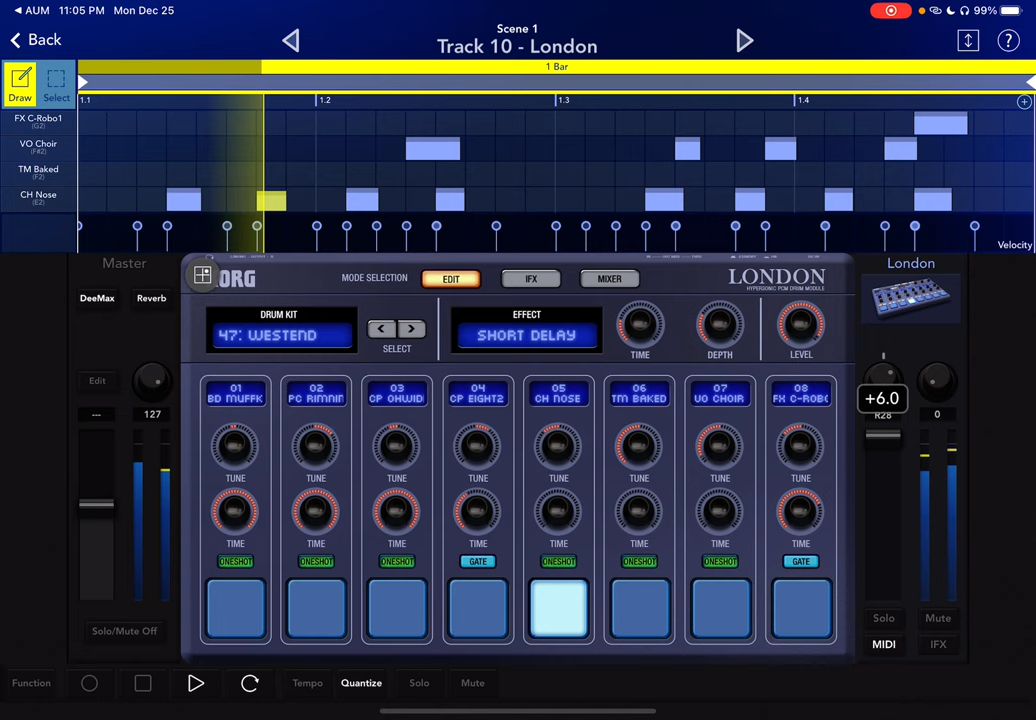 ◀ AUM 11:05 PM Mon Dec 25 99%
Back
Scene 1
Track 10 - London
1 Bar
Draw Select
1.1 1.2 1.3 1.4
FX C-Robo1
(G2)
VO Choir
(F#2)
TM Baked
(F2)
CH Nose
(E2)
Velocity
Master
London
DeeMax Reverb
Edit
--- 127
Solo/Mute Off
ORG
MODE SELECTION EDIT IFX MIXER
LONDON
HYPERSONIC PCM DRUM MODULE
DRUM KIT
47: WESTEND
SELECT
EFFECT
SHORT DELAY
TIME DEPTH LEVEL
01 02 03 04 05 06 07 08
BD MUFFK PC RIMNIN CP OHWID CP EIGHT2 CH NOSE TM BAKED VO CHOIR FX C-ROBO
TUNE TUNE TUNE TUNE TUNE TUNE TUNE TUNE
TIME TIME TIME TIME TIME TIME TIME TIME
ONESHOT ONESHOT ONESHOT GATE ONESHOT ONESHOT ONESHOT GATE
+6.0
R28 0
Solo Mute
MIDI IFX
Function Tempo Quantize Solo Mute